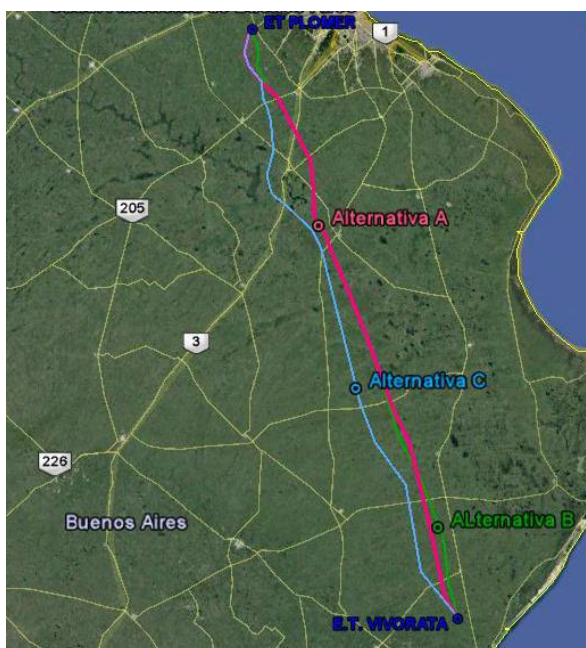 ET PLOMER
1
205
Alternativa A
3
Alternativa C
226
Buenos Aires
ALternativa B
E.T. VIVORATA